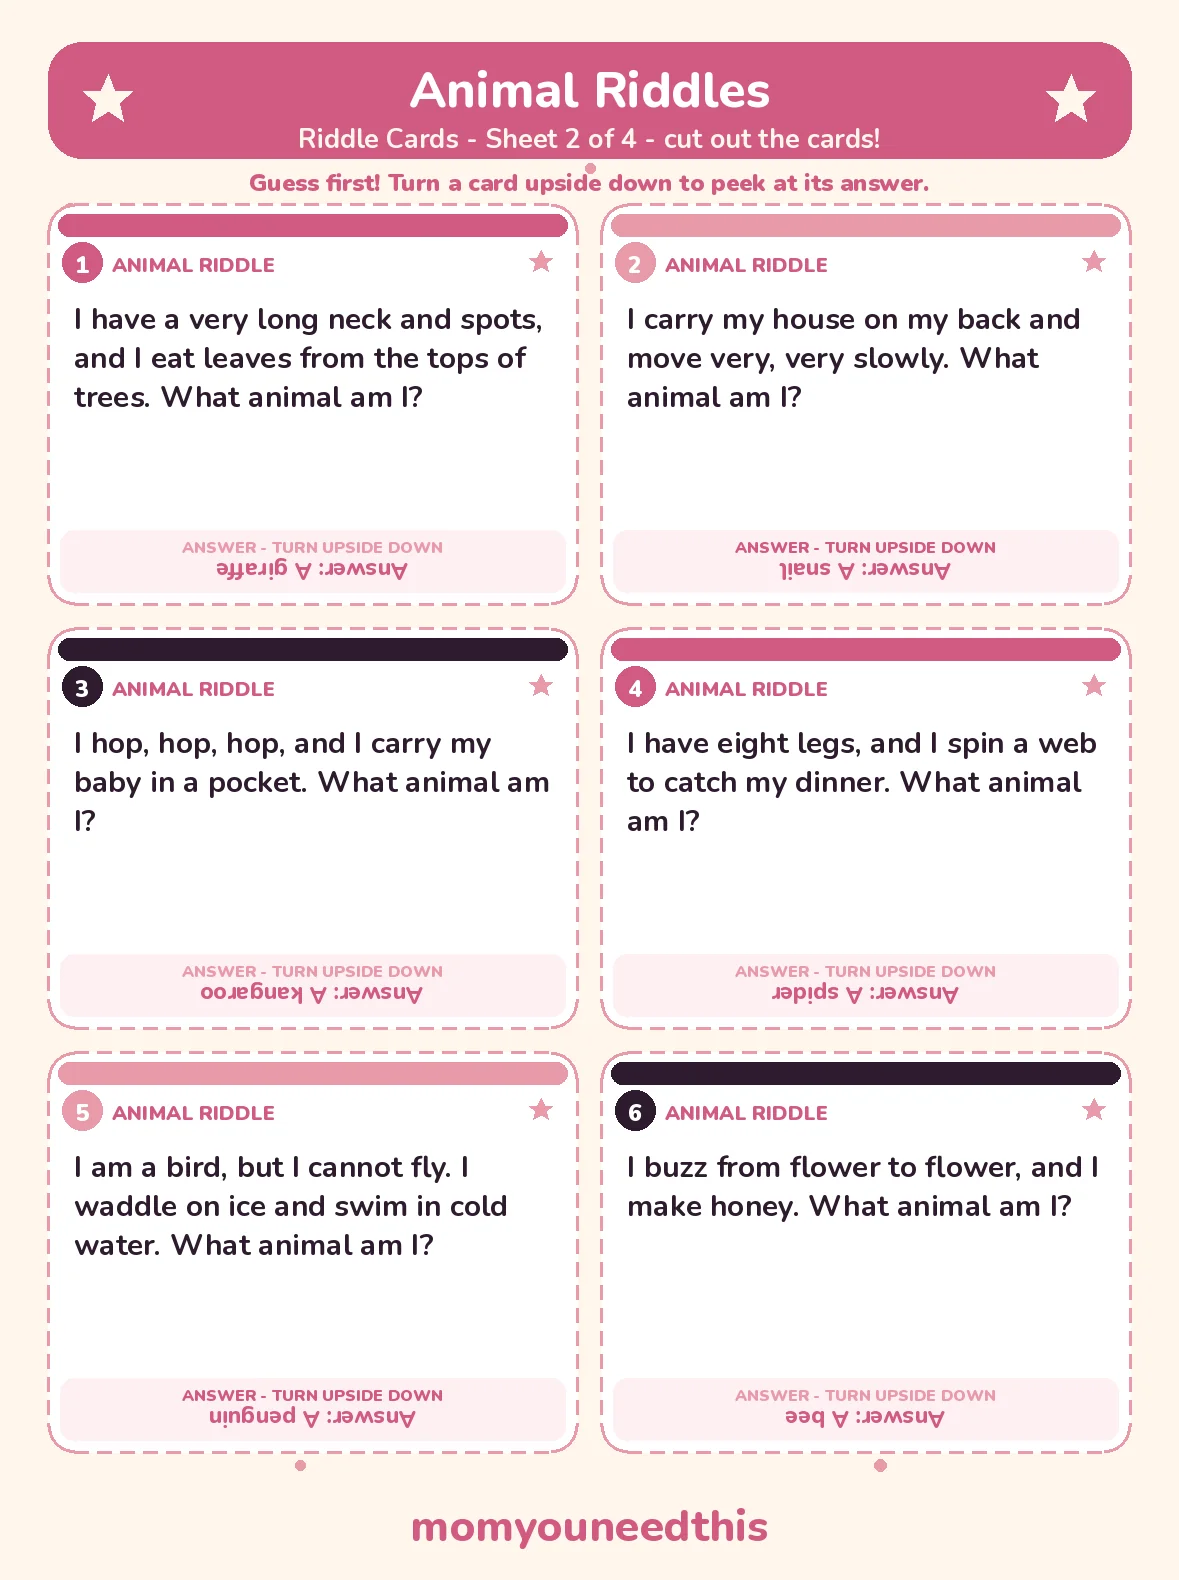 Animal Riddles
Riddle Cards - Sheet 2 of 4 - cut out the cards!
Guess first! Turn a card upside down to peek at its answer.
1 ANIMAL RIDDLE
I have a very long neck and spots,
and I eat leaves from the tops of
trees. What animal am I?
ANSWER - TURN UPSIDE DOWN
Answer: A giraffe
2 ANIMAL RIDDLE
I carry my house on my back and
move very, very slowly. What
animal am I?
ANSWER - TURN UPSIDE DOWN
Answer: A snail
3 ANIMAL RIDDLE
I hop, hop, hop, and I carry my
baby in a pocket. What animal am
I?
ANSWER - TURN UPSIDE DOWN
Answer: A kangaroo
4 ANIMAL RIDDLE
I have eight legs, and I spin a web
to catch my dinner. What animal
am I?
ANSWER - TURN UPSIDE DOWN
Answer: A spider
5 ANIMAL RIDDLE
I am a bird, but I cannot fly. I
waddle on ice and swim in cold
water. What animal am I?
ANSWER - TURN UPSIDE DOWN
Answer: A penguin
6 ANIMAL RIDDLE
I buzz from flower to flower, and I
make honey. What animal am I?
ANSWER - TURN UPSIDE DOWN
Answer: A bee
momyouneedthis